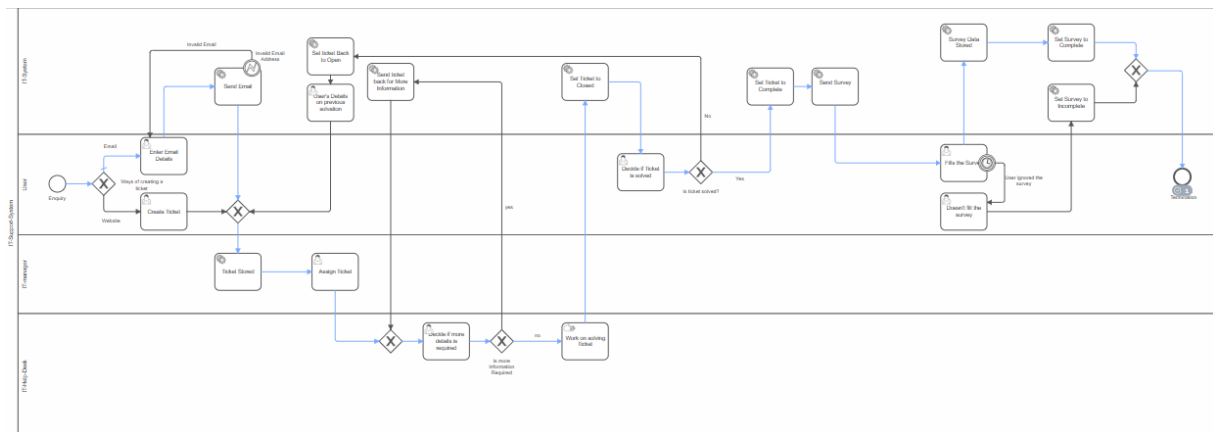 IT-Support-System
IT-System
User
IT-manager
IT-Help-Desk
Invalid Email
Invalid Email
Address
Send Email
Set ticket Back
to Open
User's Details
on previous
solvation
Send ticket
back for More
Information
Set Ticket to
Closed
Set Ticket to
Complete
Send Survey
Survey Data
Stored
Set Survey to
Complete
Set Survey to
Incomplete
No
Email
Enter Email
Details
Enquiry
Ways of creating a
ticket
Website
Create Ticket
yes
Decide if Ticket
is solved
Is ticket solved?
Yes
Fills the Survey
User ignored the
survey
Doesn't fill the
survey
1
Termination
Ticket Stored
Assign Ticket
Decide if more
details is
required
Is more
Information
Required
no
Work on solving
Ticket